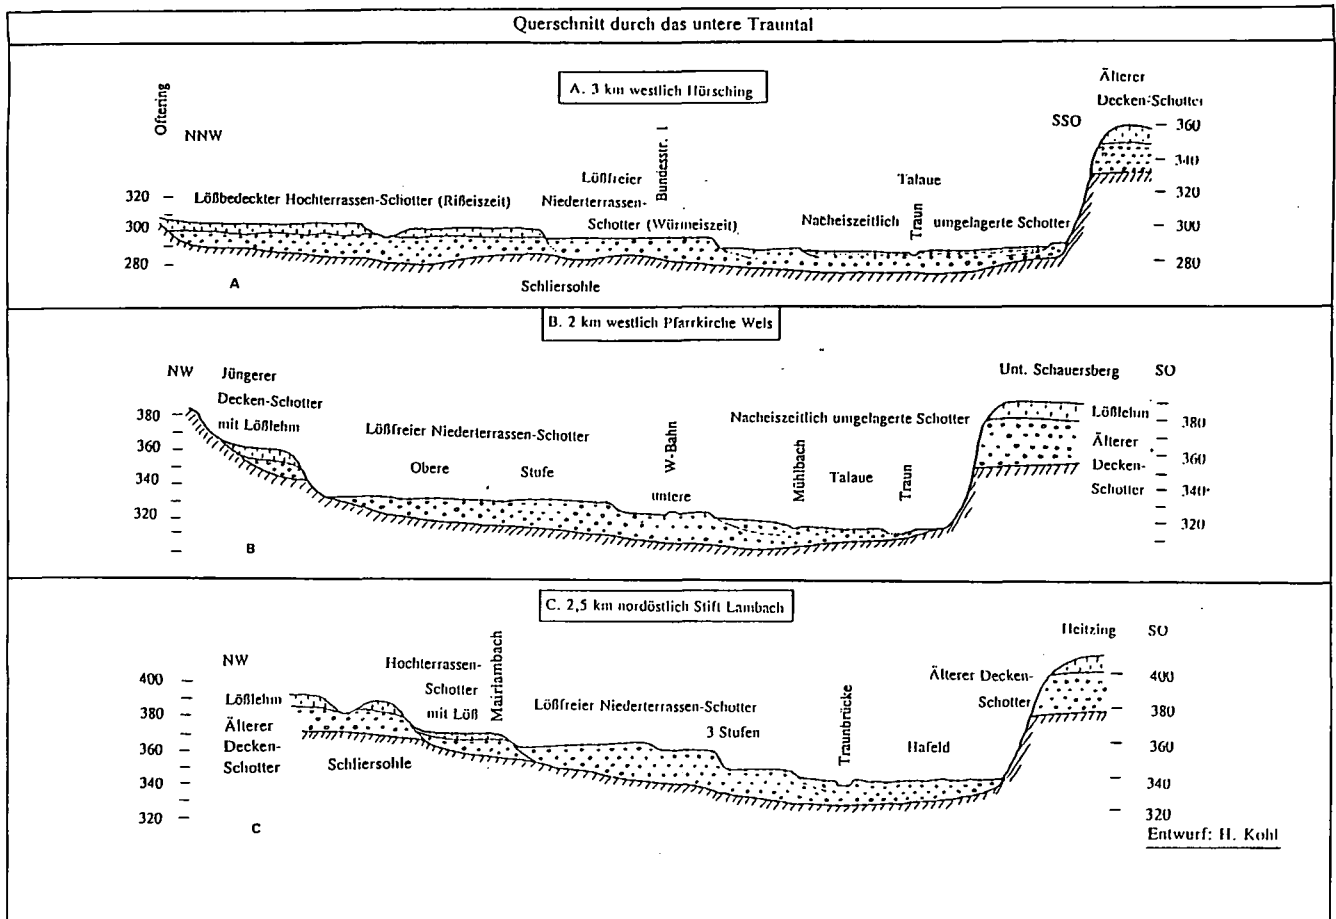 Querschnitt durch das untere Trauntal
A. 3 km westlich Hörsching
Oftering
NNW
Lößbedeckter Hochterrassen-Schotter (Rißeiszeit)
Lößfreier
Niederterrassen-
Schotter (Würmeiszeit)
Bundesstr. 1
Talaue
Nacheiszeitlich
Traun
umgelagerte Schotter
SSO
Älterer
Decken-Schotter
320
300
280
360
340
320
300
280
Schliersohle
A
B. 2 km westlich Pfarrkirche Wels
NW
Jüngerer
Decken-Schotter
mit Lößlehm
Lößfreier Niederterrassen-Schotter
Obere
Stufe
W-Bahn
untere
Nacheiszeitlich umgelagerte Schotter
Mühlbach
Talaue
Traun
Unt. Schauersberg
SO
Lößlehm
Älterer
Decken-
Schotter
380
360
340
320
380
360
340
320
B
C. 2,5 km nordöstlich Stift Lambach
NW
Lößlehm
Älterer
Decken-
Schotter
Schliersohle
Hochterrassen-
Schotter
mit Löß
Mairlambach
Lößfreier Niederterrassen-Schotter
3 Stufen
Traunbrücke
Hafeld
Älterer Decken-
Schotter
Heitzing
SO
400
380
360
340
320
400
380
360
340
320
C
Entwurf: H. Kohl